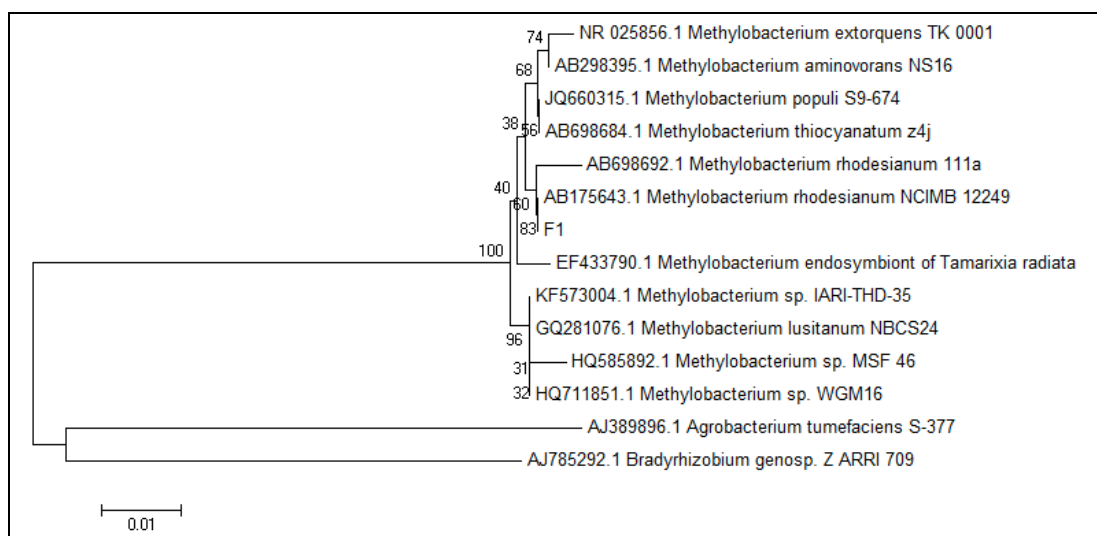 74
NR 025856.1 Methylobacterium extorquens TK 0001
AB298395.1 Methylobacterium aminovorans NS16
68
JQ660315.1 Methylobacterium populi S9-674
38
56
AB698684.1 Methylobacterium thiocyanatum z4j
AB698692.1 Methylobacterium rhodesianum 111a
40
60
AB175643.1 Methylobacterium rhodesianum NCIMB 12249
83
F1
100
EF433790.1 Methylobacterium endosymbiont of Tamarixia radiata
KF573004.1 Methylobacterium sp. IARI-THD-35
GQ281076.1 Methylobacterium lusitanum NBCS24
96
HQ585892.1 Methylobacterium sp. MSF 46
31
32
HQ711851.1 Methylobacterium sp. WGM16
AJ389896.1 Agrobacterium tumefaciens S-377
AJ785292.1 Bradyrhizobium genosp. Z ARRI 709
0.01